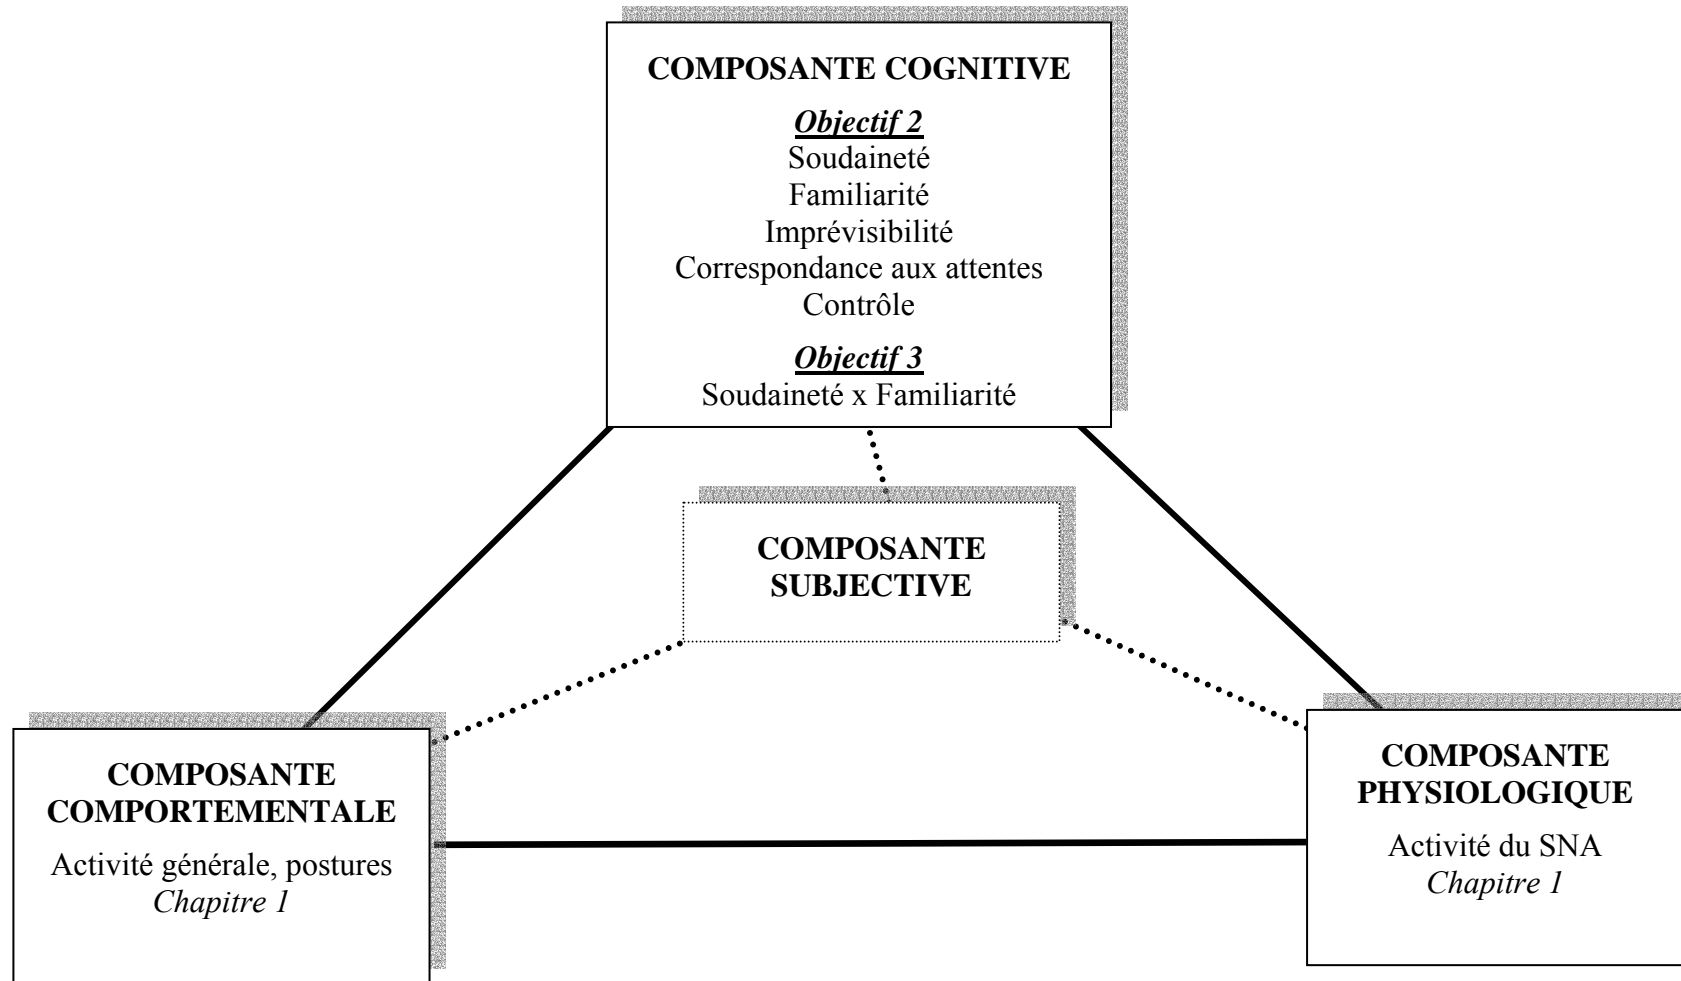 COMPOSANTE COGNITIVE
Objectif 2
Soudaineté
Familiarité
Imprévisibilité
Correspondance aux attentes
Contrôle
Objectif 3
Soudaineté x Familiarité
COMPOSANTE
SUBJECTIVE
COMPOSANTE
COMPORTEMENTALE
Activité générale, postures
Chapitre 1
COMPOSANTE
PHYSIOLOGIQUE
Activité du SNA
Chapitre 1